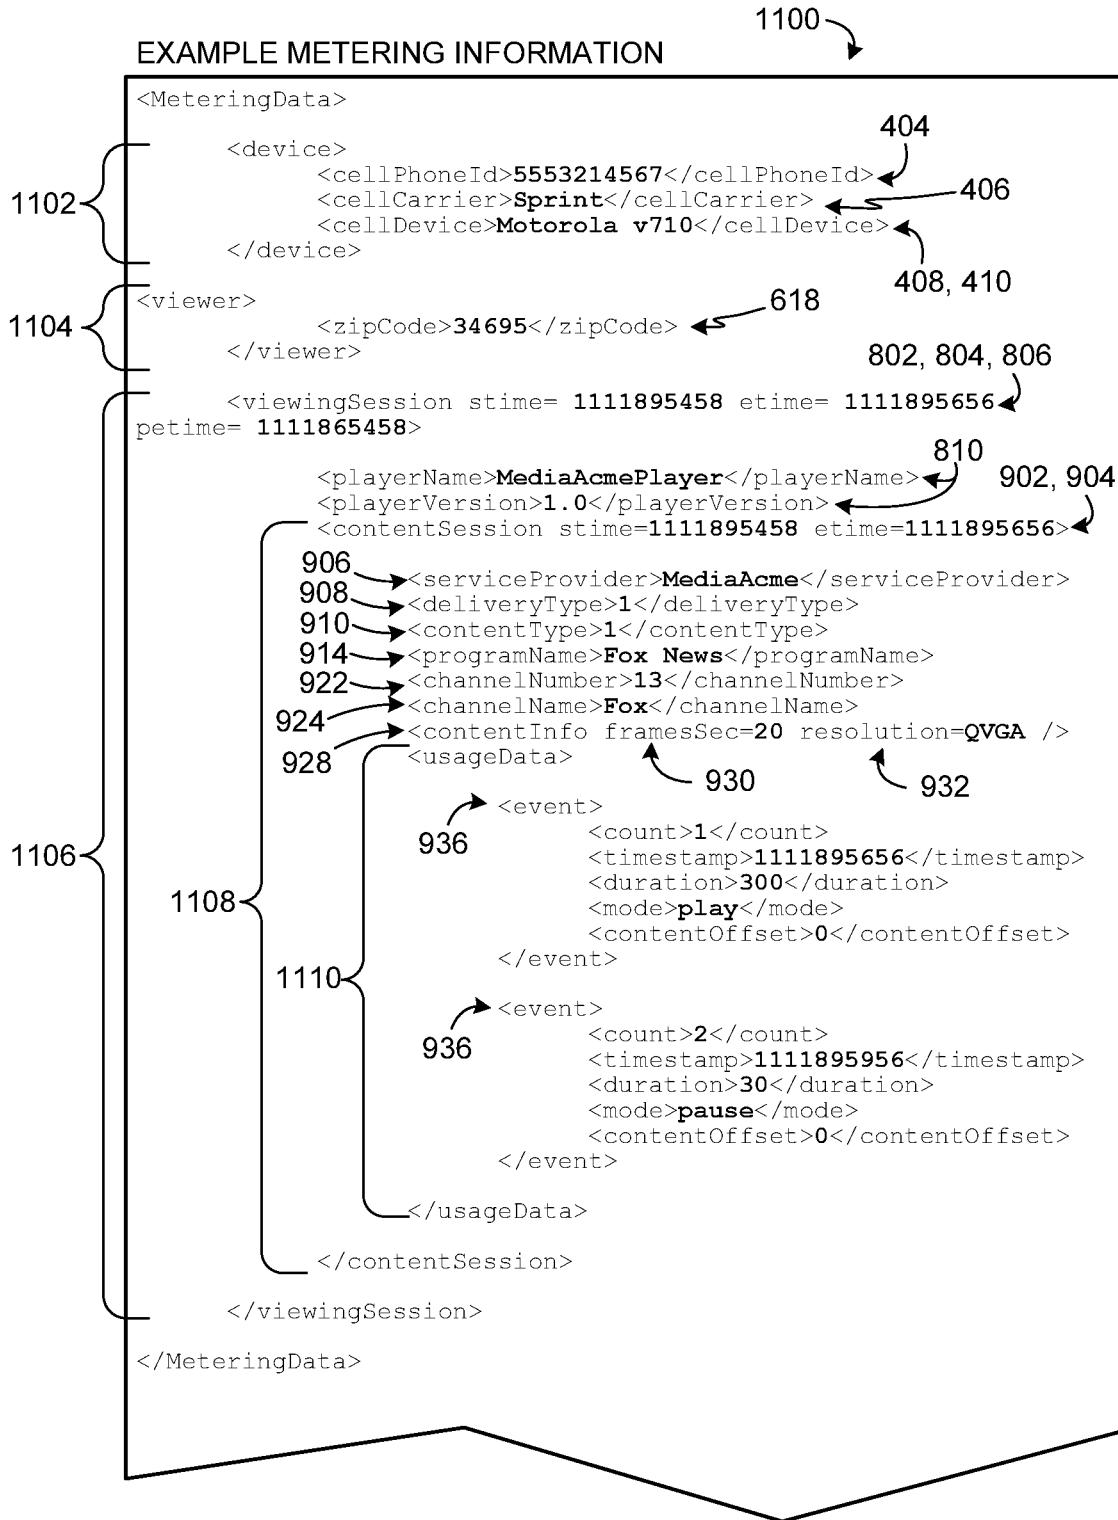 1100
EXAMPLE METERING INFORMATION
<MeteringData>
<device>
404
<cellPhoneId>5553214567</cellPhoneId>
1102
<cellCarrier>Sprint</cellCarrier>
406
<cellDevice>Motorola v710</cellDevice>
</device>
408, 410
<viewer>
618
1104
<zipCode>34695</zipCode>
</viewer>
802, 804, 806
<viewingSession stime= 1111895458 etime= 1111895656
petime= 1111865458>
810
<playerName>MediaAcmePlayer</playerName>
902, 904
<playerVersion>1.0</playerVersion>
<contentSession stime=1111895458 etime=1111895656>
906 <serviceProvider>MediaAcme</serviceProvider>
908 <deliveryType>1</deliveryType>
910 <contentType>1</contentType>
914 <programName>Fox News</programName>
922 <channelNumber>13</channelNumber>
924 <channelName>Fox</channelName>
928 <contentInfo framesSec=20 resolution=QVGA />
<usageData>
930
932
<event>
936
<count>1</count>
1106
<timestamp>1111895656</timestamp>
<duration>300</duration>
1108
<mode>play</mode>
<contentOffset>0</contentOffset>
</event>
1110
<event>
936
<count>2</count>
<timestamp>1111895956</timestamp>
<duration>30</duration>
<mode>pause</mode>
<contentOffset>0</contentOffset>
</event>
</usageData>
</contentSession>
</viewingSession>
</MeteringData>